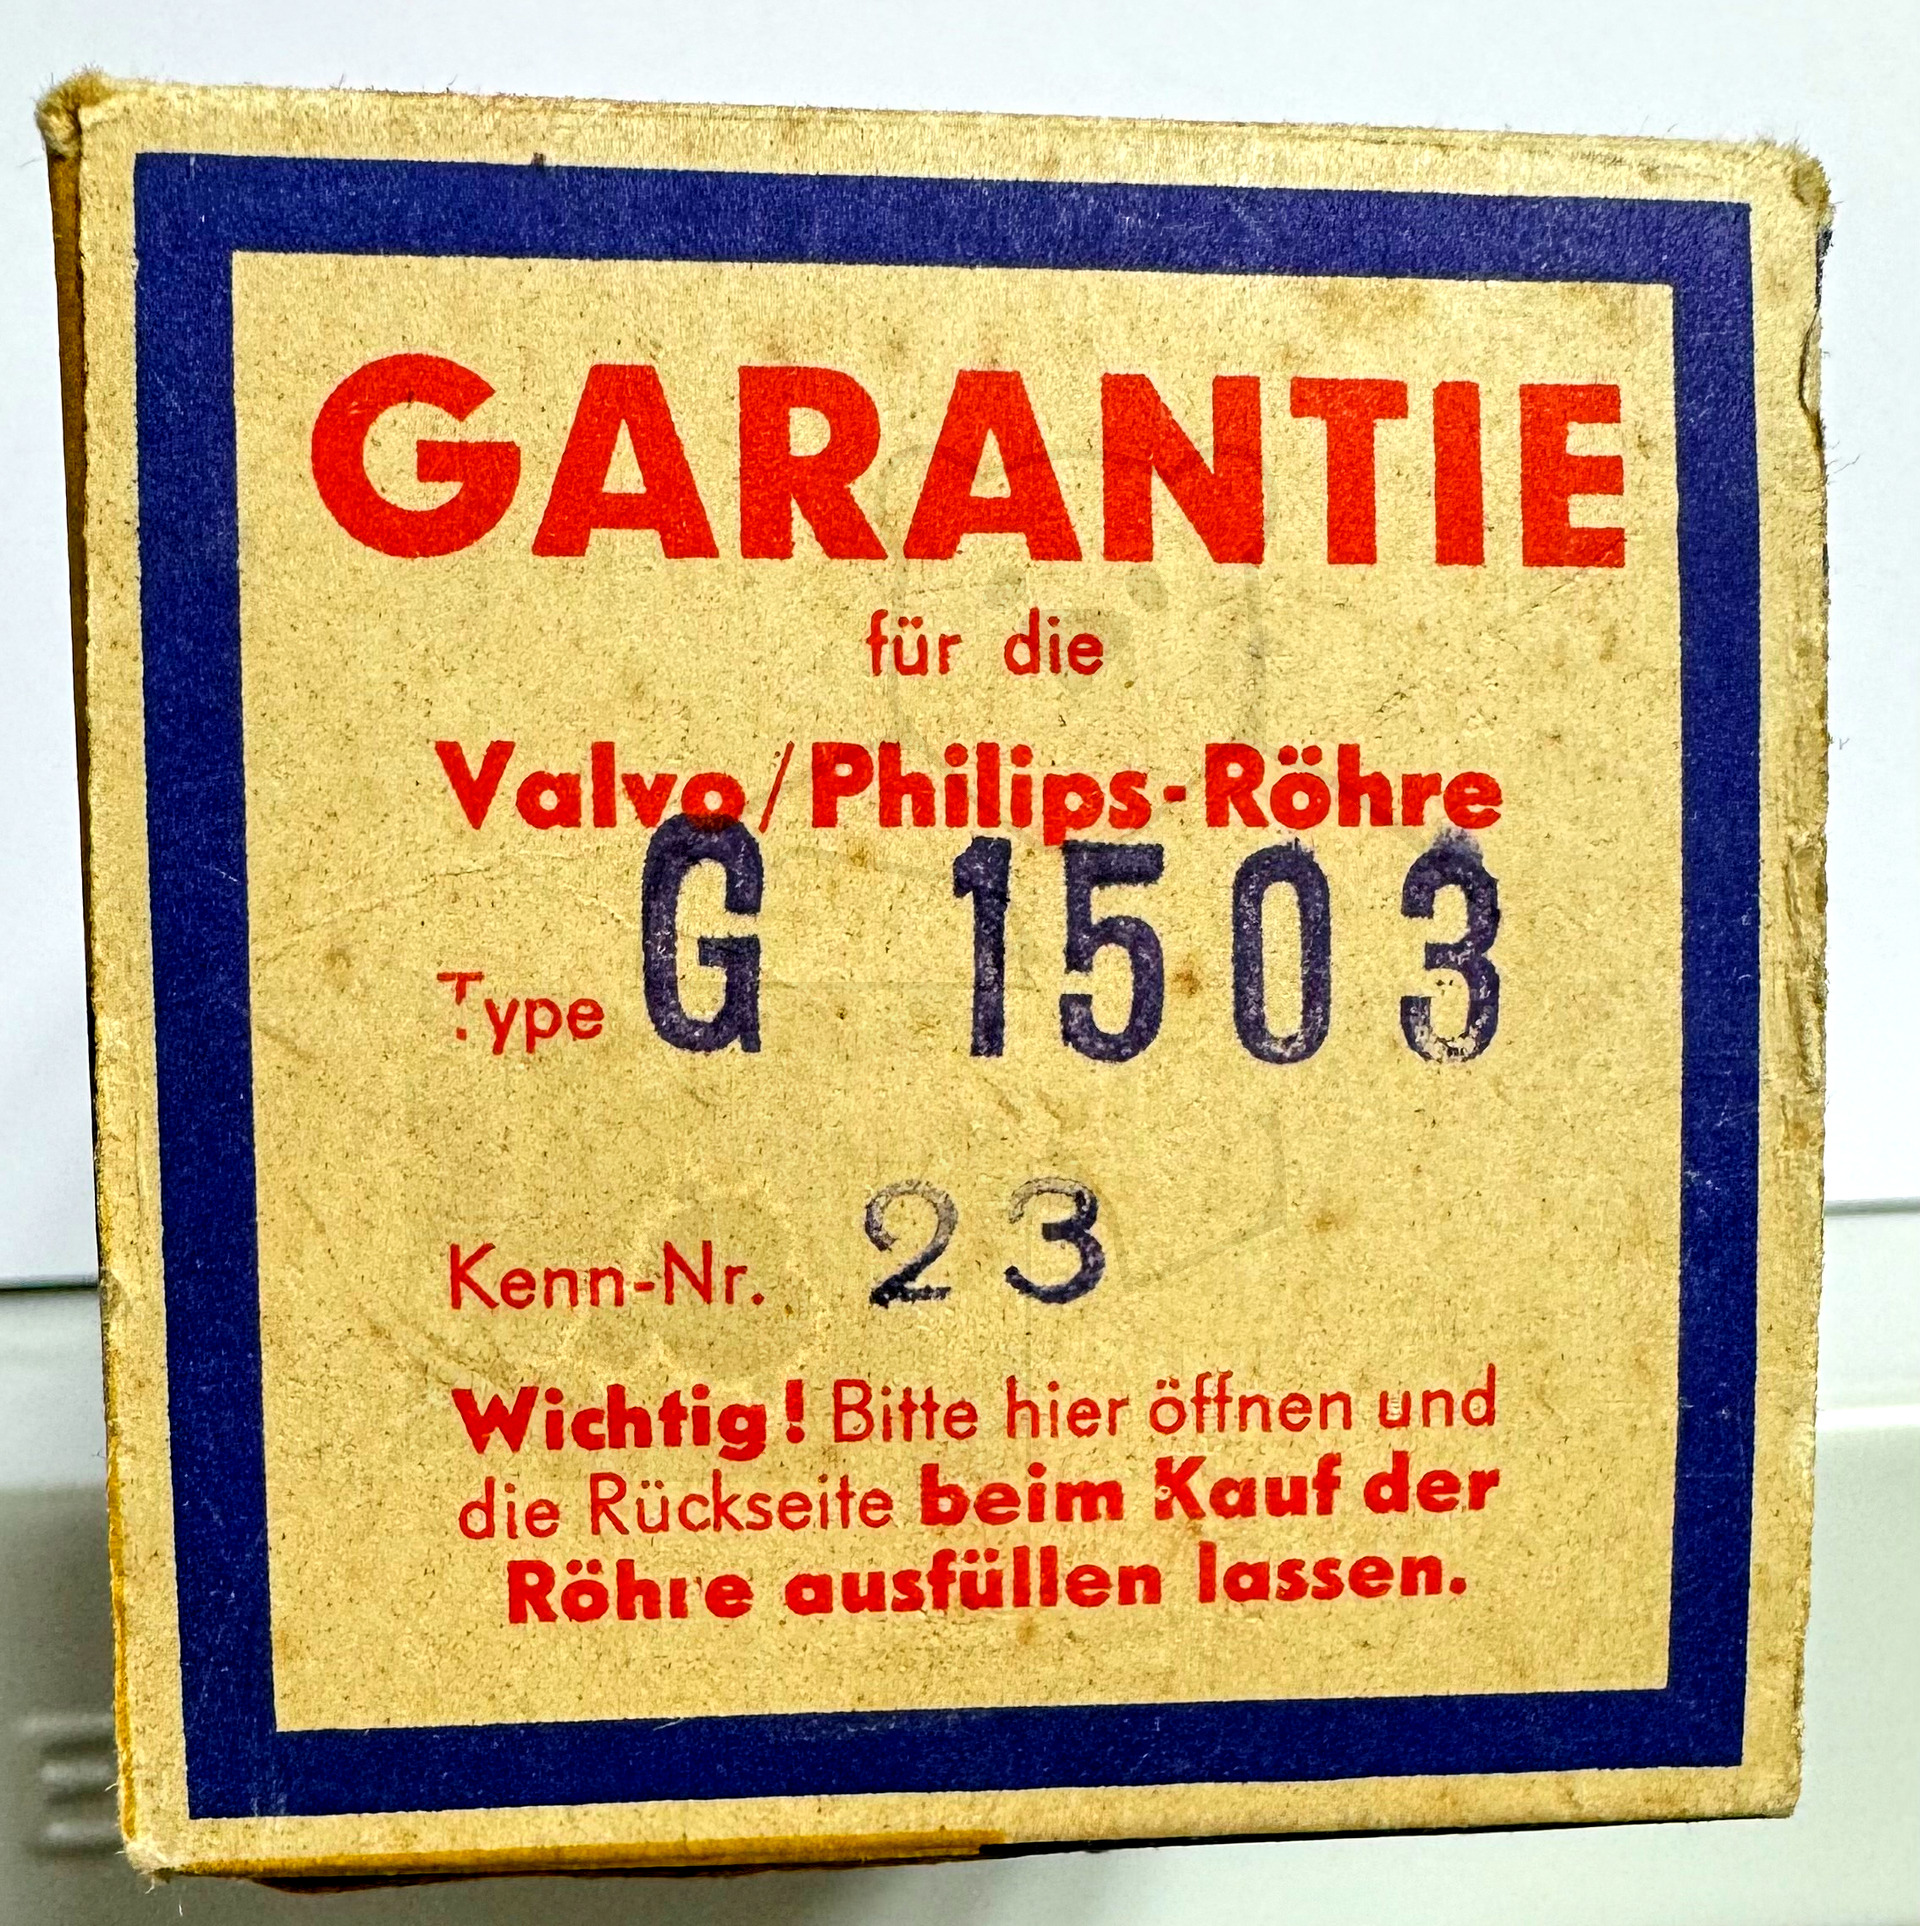 GARANTIE
für die
Valvo/Philips-Röhre
Type G 1503
Kenn-Nr. 23
Wichtig! Bitte hier öffnen und
die Rückseite beim Kauf der
Röhre ausfüllen lassen.